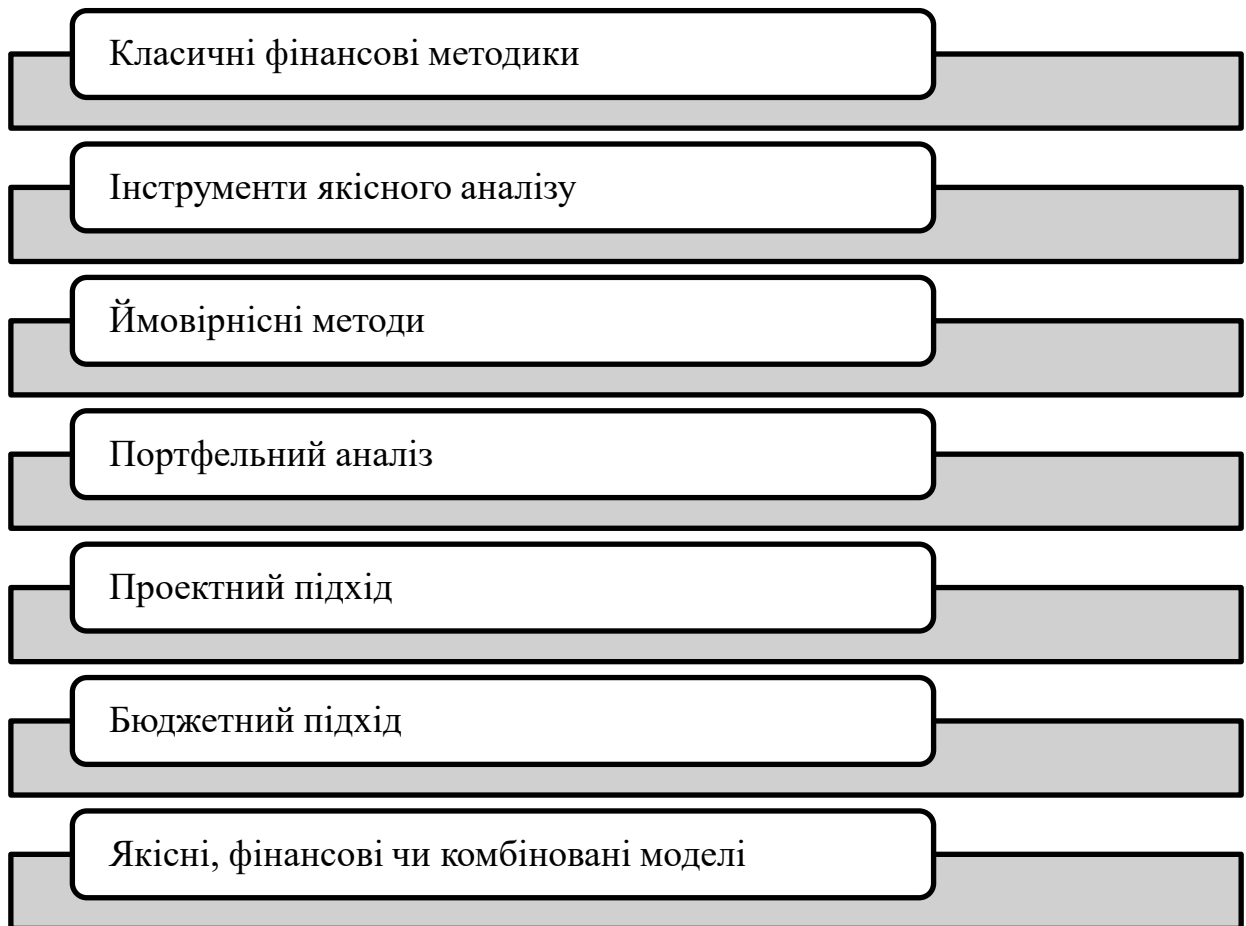 Класичні фінансові методики
Інструменти якісного аналізу
Ймовірнісні методи
Портфельний аналіз
Проектний підхід
Бюджетний підхід
Якісні, фінансові чи комбіновані моделі